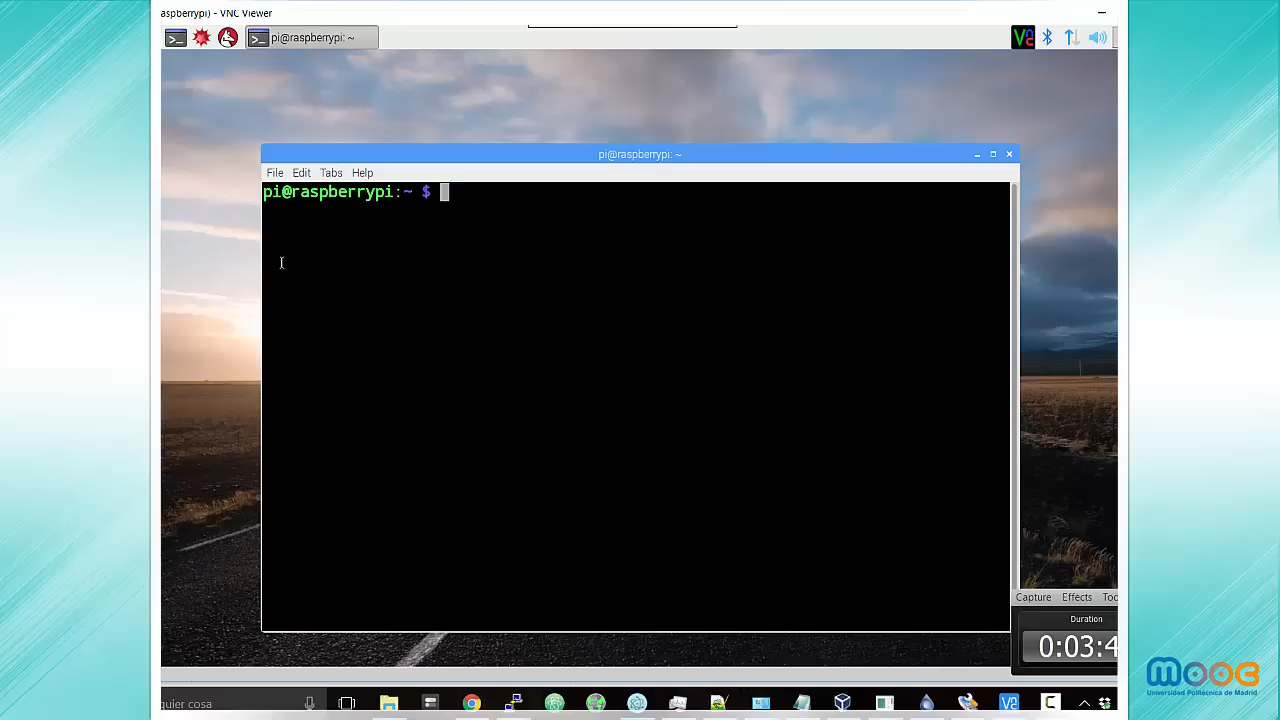 aspberrypi) - VNC Viewer
pi@raspberrypi: ~
pi@raspberrypi: ~
File Edit Tabs Help
pi@raspberrypi:~ $
Capture Effects Too
Duration
0:03:4
quier cosa
mooc
Universidad Politécnica de Madrid